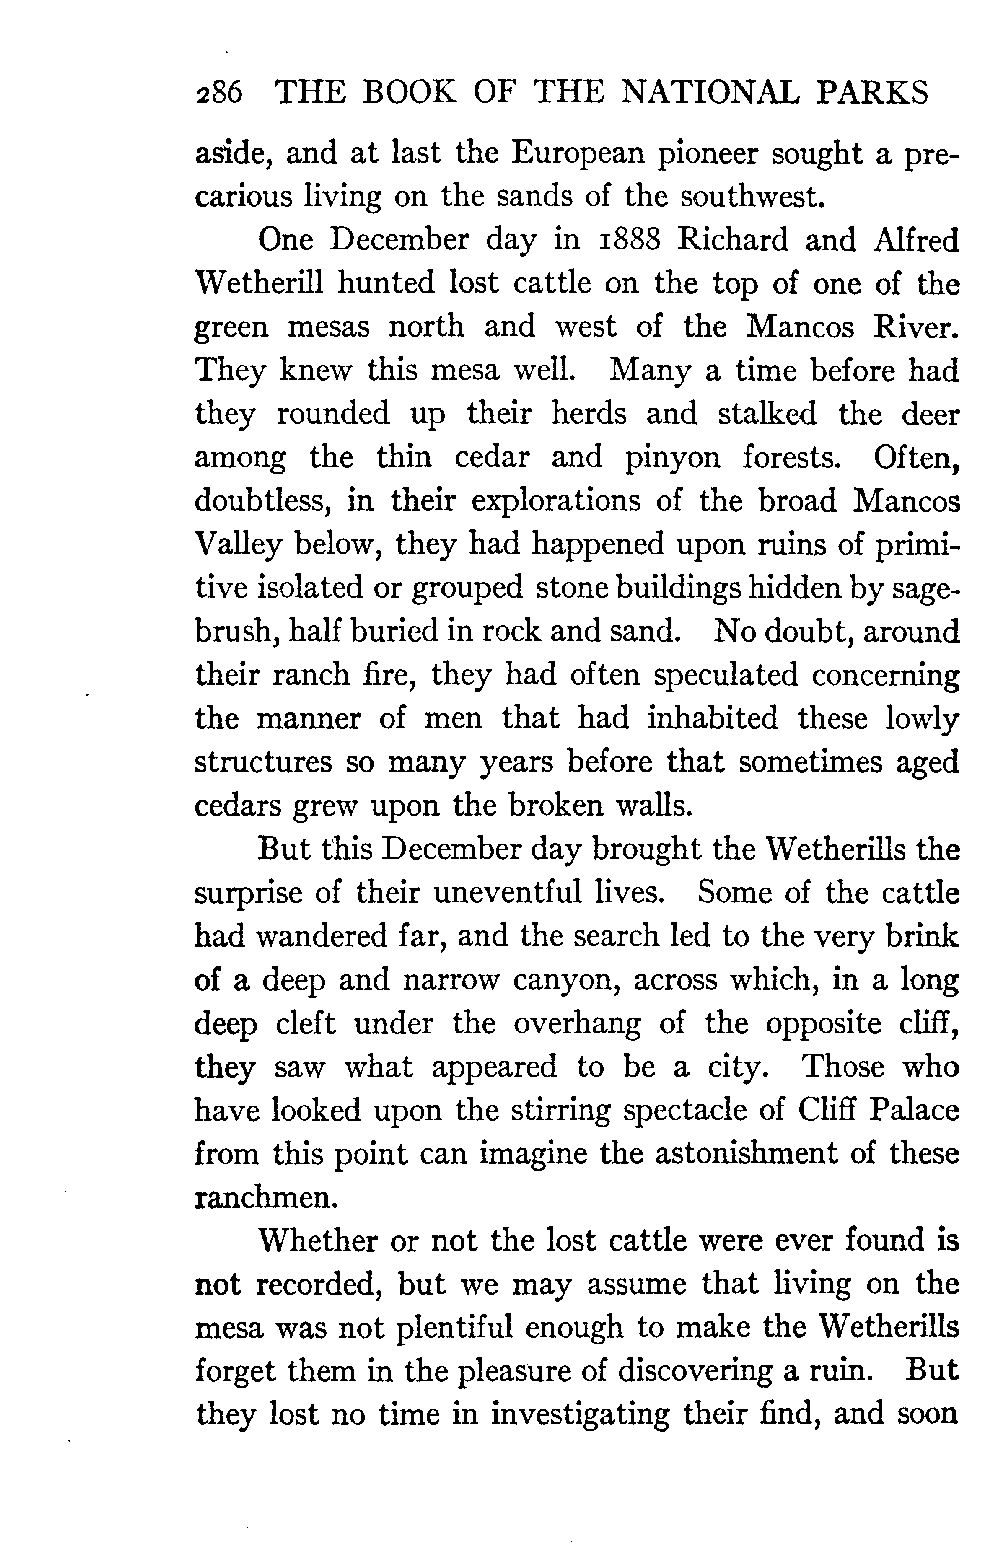 286 THE BOOK OF THE NATIONAL PARKS
aside, and at last the European pioneer sought a pre-
carious living on the sands of the southwest.
One December day in 1888 Richard and Alfred
Wetherill hunted lost cattle on the top of one of the
green mesas north and west of the Mancos River.
They knew this mesa well. Many a time before had
they rounded up their herds and stalked the deer
among the thin cedar and pinyon forests. Often,
doubtless, in their explorations of the broad Mancos
Valley below, they had happened upon ruins of primi-
tive isolated or grouped stone buildings hidden by sage-
brush, half buried in rock and sand. No doubt, around
their ranch fire, they had often speculated concerning
the manner of men that had inhabited these lowly
structures so many years before that sometimes aged
cedars grew upon the broken walls.
But this December day brought the Wetherills the
surprise of their uneventful lives. Some of the cattle
had wandered far, and the search led to the very brink
of a deep and narrow canyon, across which, in a long
deep cleft under the overhang of the opposite cliff,
they saw what appeared to be a city. Those who
have looked upon the stirring spectacle of Cliff Palace
from this point can imagine the astonishment of these
ranchmen.
Whether or not the lost cattle were ever found is
not recorded, but we may assume that living on the
mesa was not plentiful enough to make the Wetherills
forget them in the pleasure of discovering a ruin. But
they lost no time in investigating their find, and soon